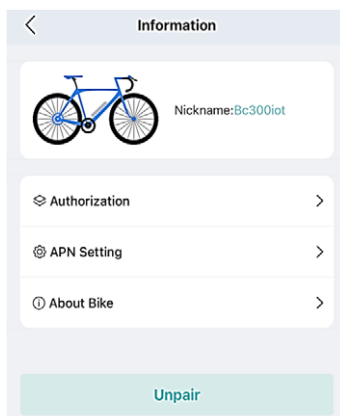 Information
Nickname:Bc300iot
Authorization
APN Setting
About Bike
Unpair